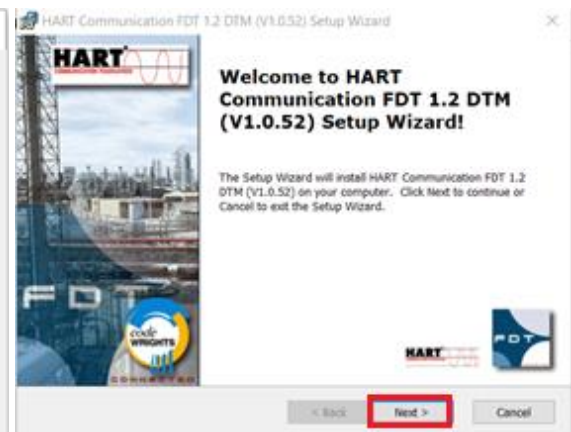 HART Communication FDT 1.2 DTM (V1.0.52) Setup Wizard
HART
COMMUNICATION FOUNDATION
Welcome to HART
Communication FDT 1.2 DTM
(V1.0.52) Setup Wizard!
The Setup Wizard will install HART Communication FDT 1.2
DTM (V1.0.52) on your computer. Click Next to continue or
Cancel to exit the Setup Wizard.
FDT
code
WRIGHTS
CONNECTED
HART
FDT
< Back
Next >
Cancel